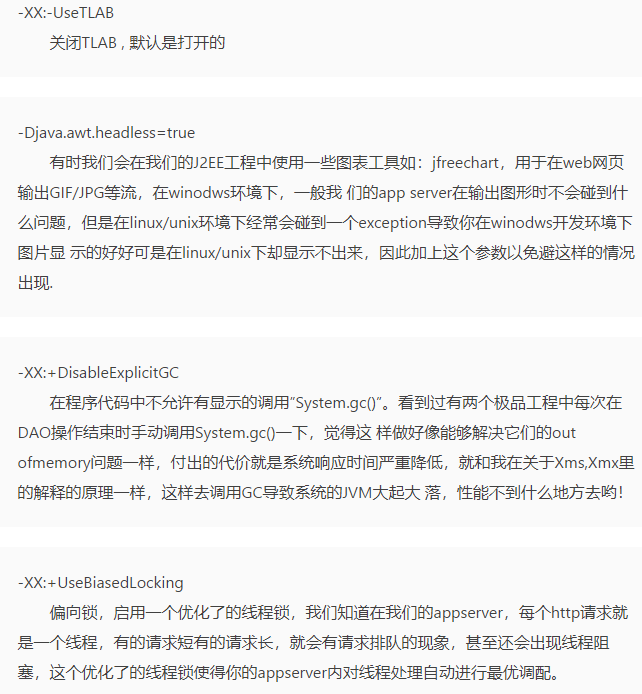 -XX:-UseTLAB
关闭TLAB , 默认是打开的
-Djava.awt.headless=true
有时我们会在我们的J2EE工程中使用一些图表工具如：jfreechart，用于在web网页
输出GIF/JPG等流，在winodws环境下，一般我 们的app server在输出图形时不会碰到什
么问题，但是在linux/unix环境下经常会碰到一个exception导致你在winodws开发环境下
图片显 示的好好可是在linux/unix下却显示不出来，因此加上这个参数以免避这样的情况
出现.
-XX:+DisableExplicitGC
在程序代码中不允许有显示的调用“System.gc()”。看到过有两个极品工程中每次在
DAO操作结束时手动调用System.gc()一下，觉得这 样做好像能够解决它们的out
ofmemory问题一样，付出的代价就是系统响应时间严重降低，就和我在关于Xms,Xmx里
的解释的原理一样，这样去调用GC导致系统的JVM大起大 落，性能不到什么地方去哟！
-XX:+UseBiasedLocking
偏向锁，启用一个优化了的线程锁，我们知道在我们的appserver，每个http请求就
是一个线程，有的请求短有的请求长，就会有请求排队的现象，甚至还会出现线程阻
塞，这个优化了的线程锁使得你的appserver内对线程处理自动进行最优调配。